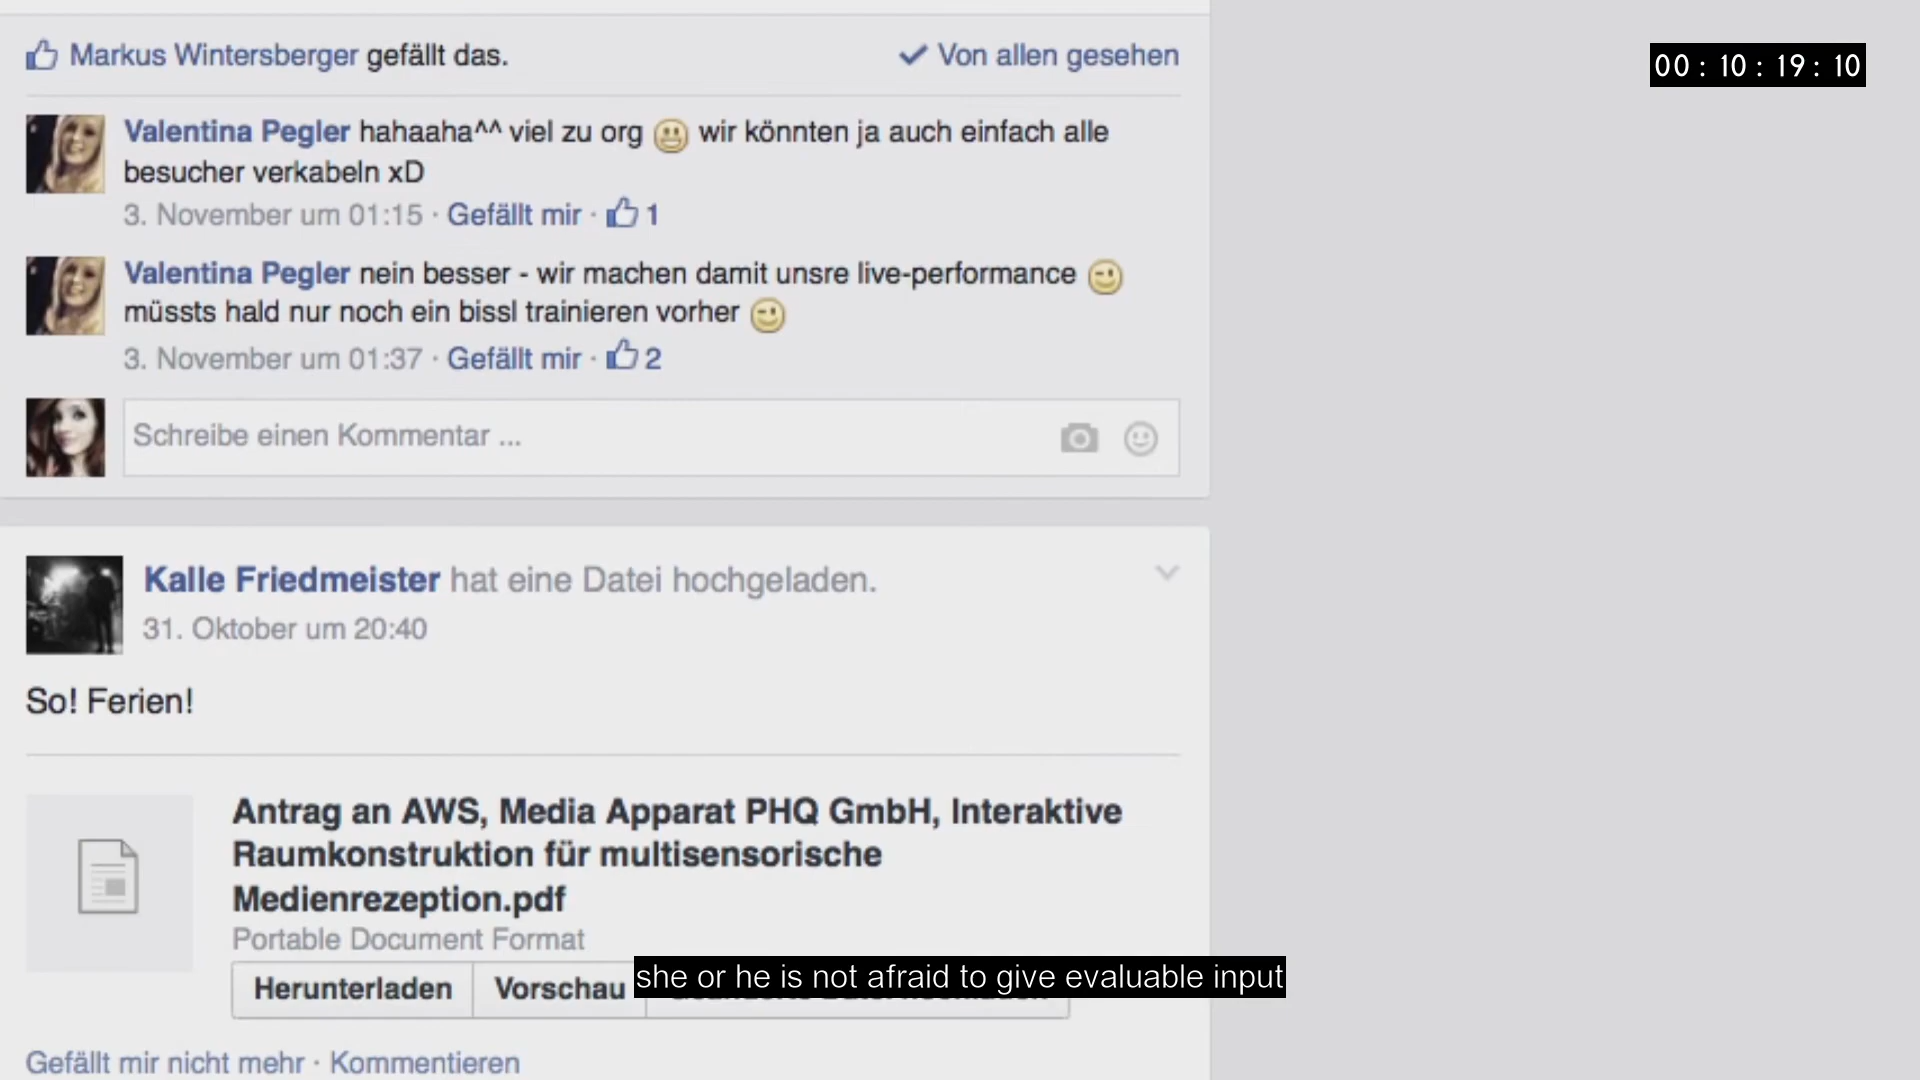 Markus Wintersberger gefällt das.
Von allen gesehen
00 : 10 : 19 : 10
Valentina Pegler hahaaha^^ viel zu org 😀 wir könnten ja auch einfach alle
besucher verkabeln xD
3. November um 01:15 · Gefällt mir · 1
Valentina Pegler nein besser - wir machen damit unsre live-performance 😉
müssts hald nur noch ein bissl trainieren vorher 😉
3. November um 01:37 · Gefällt mir · 2
Schreibe einen Kommentar ...
Kalle Friedmeister hat eine Datei hochgeladen.
31. Oktober um 20:40
So! Ferien!
Antrag an AWS, Media Apparat PHQ GmbH, Interaktive
Raumkonstruktion für multisensorische
Medienrezeption.pdf
Portable Document Format
Herunterladen
Vorschau
she or he is not afraid to give evaluable input
Gefällt mir nicht mehr · Kommentieren